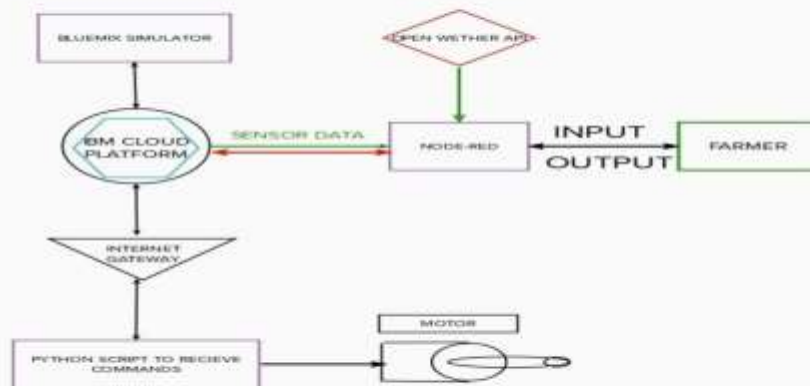 BLUEMIX SIMULATOR
OPEN WETHER API
IBM CLOUD
PLATFORM
SENSOR DATA
NODE-RED
INPUT
OUTPUT
FARMER
INTERNET
GATEWAY
MOTOR
PYTHON SCRIPT TO RECIEVE
COMMANDS